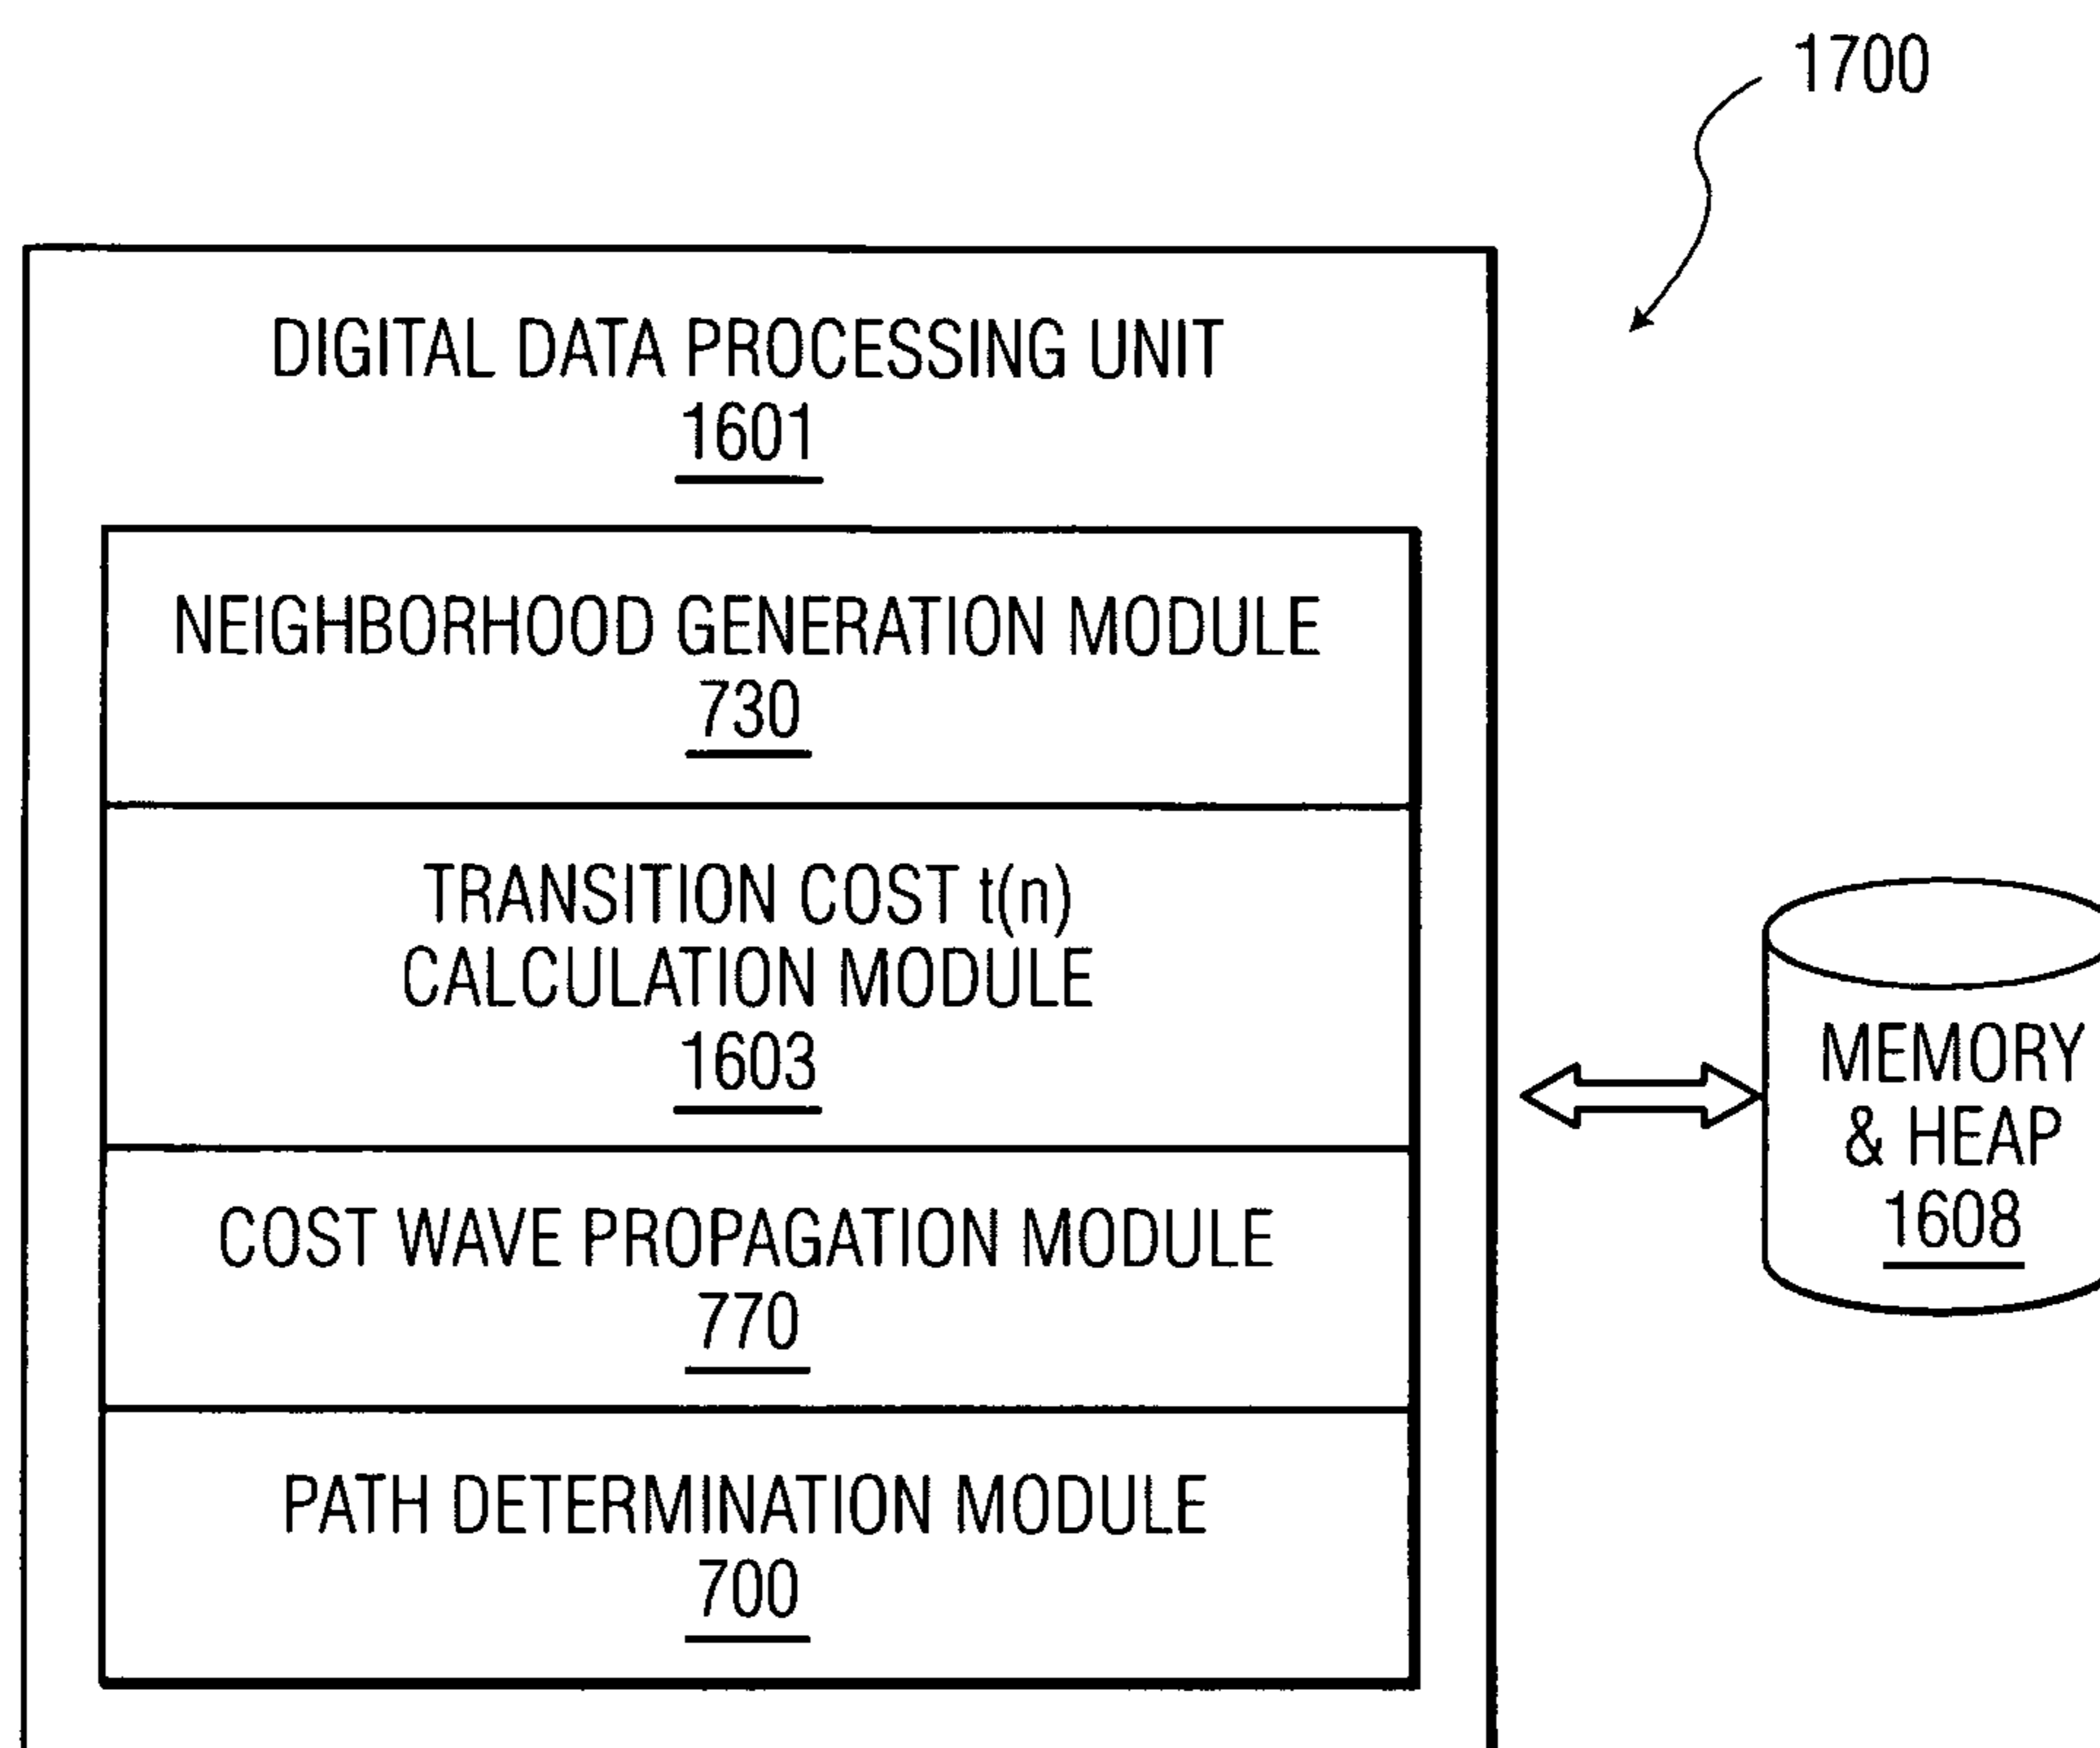 1700
DIGITAL DATA PROCESSING UNIT
1601
NEIGHBORHOOD GENERATION MODULE
730
TRANSITION COST t(n)
CALCULATION MODULE
1603
COST WAVE PROPAGATION MODULE
770
PATH DETERMINATION MODULE
700
MEMORY
& HEAP
1608